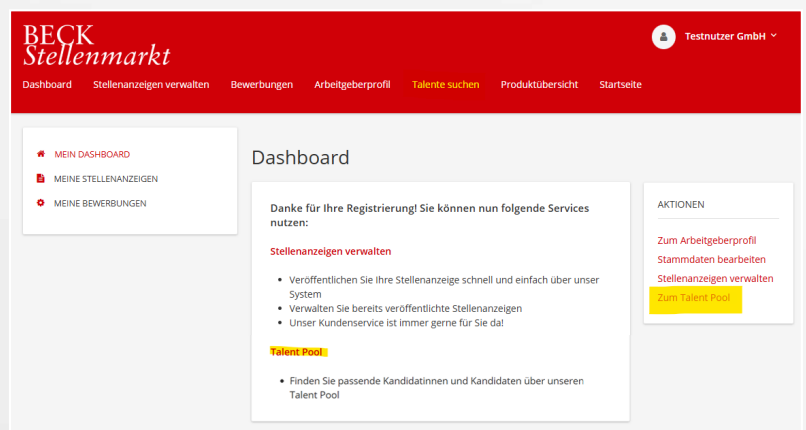 BECK
Stellenmarkt
Testnutzer GmbH
Dashboard Stellenanzeigen verwalten Bewerbungen Arbeitgeberprofil Talente suchen Produktübersicht Startseite
MEIN DASHBOARD
MEINE STELLENANZEIGEN
MEINE BEWERBUNGEN
Dashboard
Danke für Ihre Registrierung! Sie können nun folgende Services
nutzen:
Stellenanzeigen verwalten
• Veröffentlichen Sie Ihre Stellenanzeige schnell und einfach über unser
System
• Verwalten Sie bereits veröffentlichte Stellenanzeigen
• Unser Kundenservice ist immer gerne für Sie da!
Talent Pool
• Finden Sie passende Kandidatinnen und Kandidaten über unseren
Talent Pool
AKTIONEN
Zum Arbeitgeberprofil
Stammdaten bearbeiten
Stellenanzeigen verwalten
Zum Talent Pool